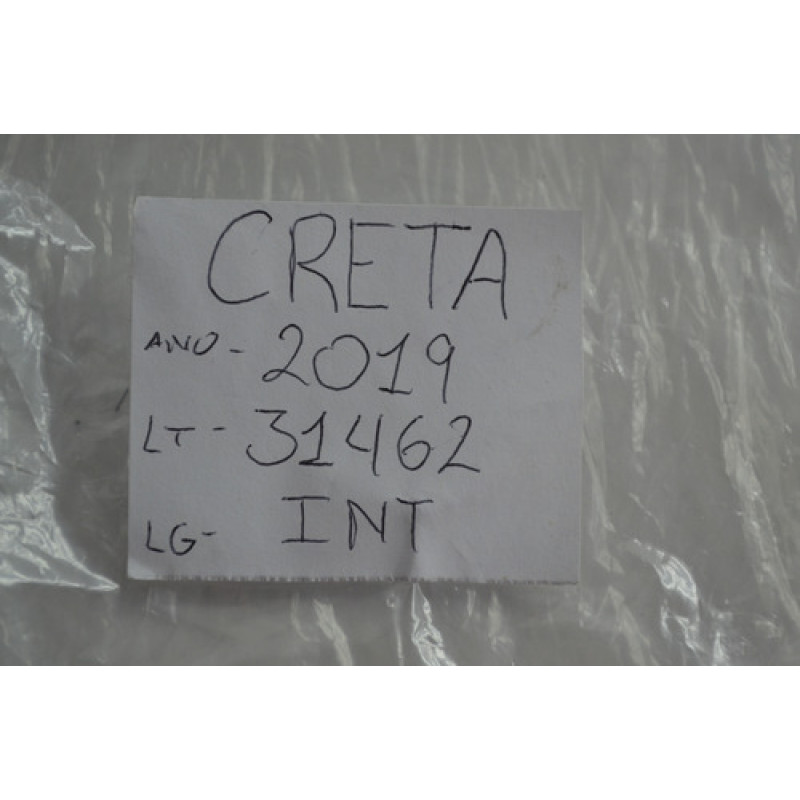 CRETA
ANO - 2019
LT - 31462
LG - INT